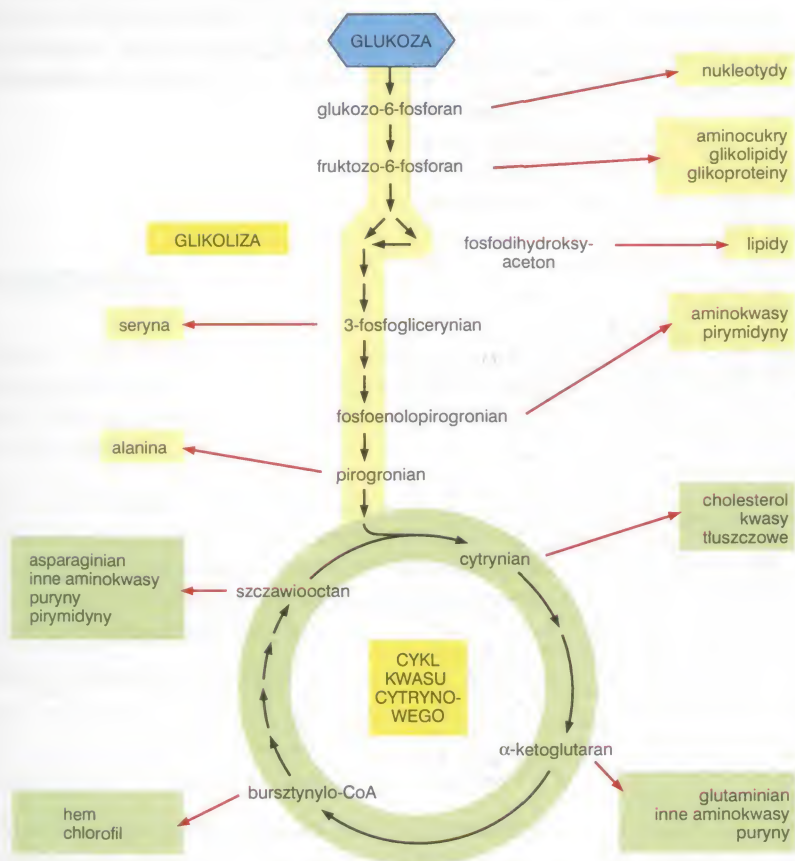 GLUKOZA
glukozo-6-fosforan
nukleotydy
fruktozo-6-fosforan
aminocukry
glikolipidy
glikoproteiny
GLIKOLIZA
fosfodihydroksy-
aceton
lipidy
seryna
3-fosfoglicerynian
aminokwasy
pirymidyny
fosfoenolopirogronian
alanina
pirogronian
cholesterol
kwasy
tłuszczowe
cytrynian
asparaginian
inne aminokwasy
puryny
pirymidyny
szczawiooctan
CYKL
KWASU
CYTRYNO-
WEGO
α-ketoglutaran
bursztynylo-CoA
hem
chlorofil
glutaminian
inne aminokwasy
puryny